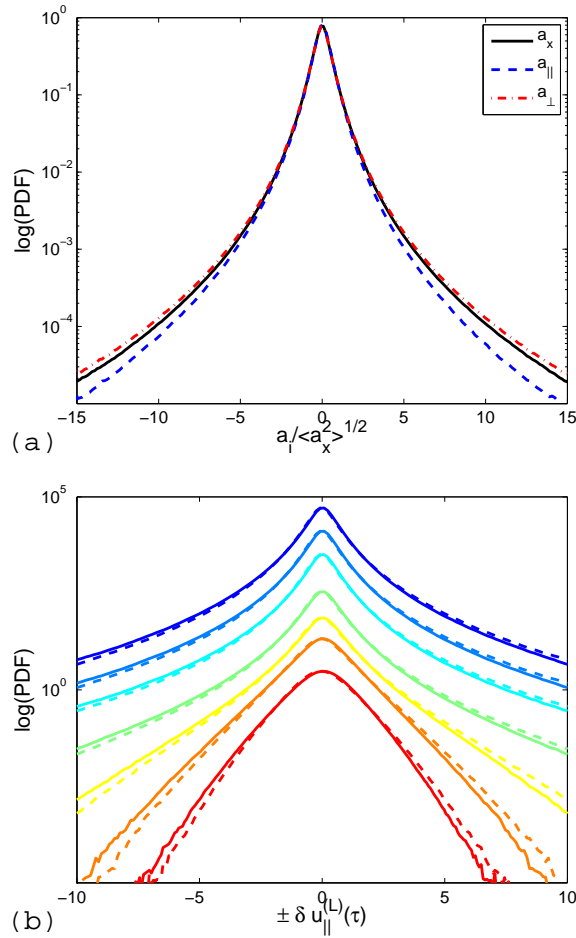 10^0
10^-1
10^-2
10^-3
10^-4
log(PDF)
a_x
a_||
a_⊥
-15 -10 -5 0 5 10 15
a_i/<a_x^2>^1/2
(a)
10^5
10^0
log(PDF)
-10 -5 0 5 10
± δ u_||^(L)(τ)
(b)